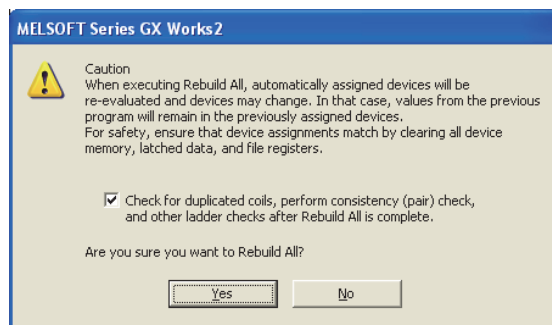 MELSOFT Series GX Works2
Caution
When executing Rebuild All, automatically assigned devices will be
re-evaluated and devices may change. In that case, values from the previous
program will remain in the previously assigned devices.
For safety, ensure that device assignments match by clearing all device
memory, latched data, and file registers.
Check for duplicated coils, perform consistency (pair) check,
and other ladder checks after Rebuild All is complete.
Are you sure you want to Rebuild All?
Yes No